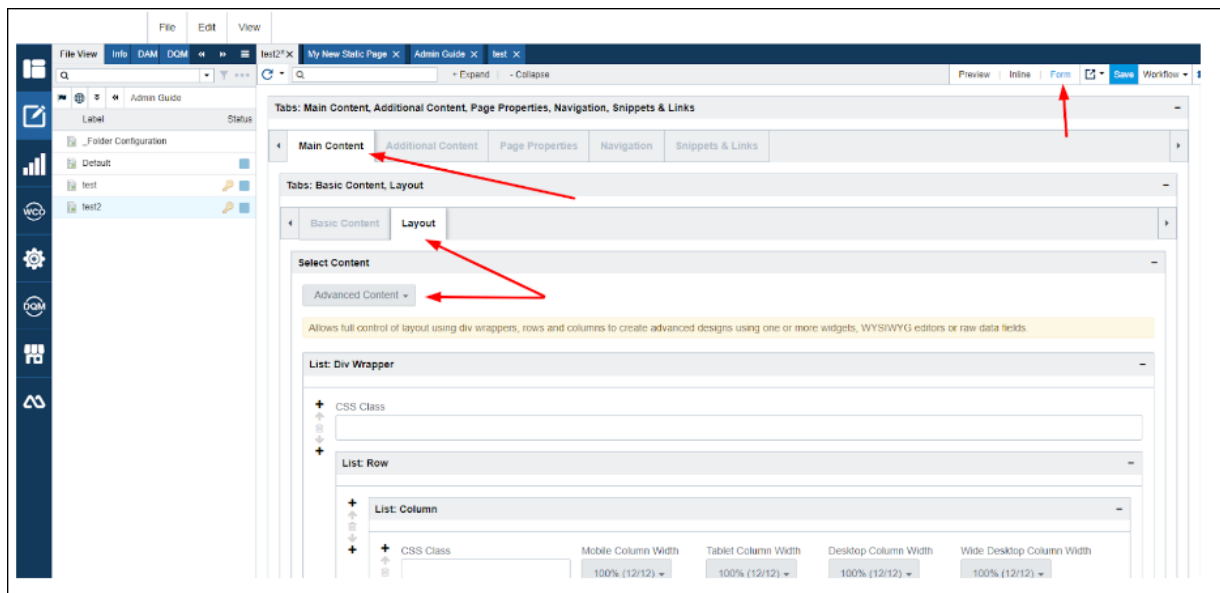 File Edit View
File View Info DAM DQM test2* X My New Static Page X Admin Guide X test X
+ Expand - Collapse Preview Inline Form Save Workflow
Admin Guide
Label Status
_Folder Configuration
Default
test
test2
WCO
DQM
Tabs: Main Content, Additional Content, Page Properties, Navigation, Snippets & Links
Main Content Additional Content Page Properties Navigation Snippets & Links
Tabs: Basic Content, Layout
Basic Content Layout
Select Content
Advanced Content
Allows full control of layout using div wrappers, rows and columns to create advanced designs using one or more widgets, WYSIWYG editors or raw data fields.
List: Div Wrapper
CSS Class
List: Row
List: Column
CSS Class Mobile Column Width Tablet Column Width Desktop Column Width Wide Desktop Column Width
100% (12/12) 100% (12/12) 100% (12/12) 100% (12/12)